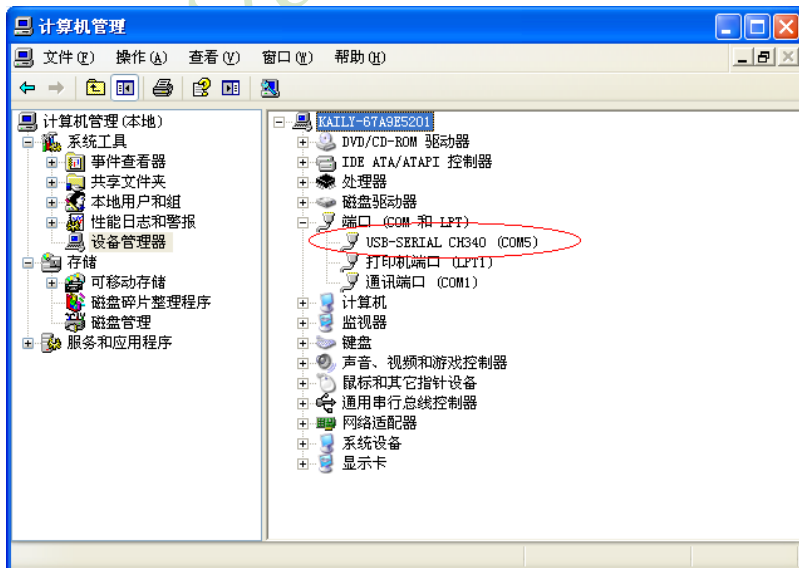 计算机管理
文件(F) 操作(A) 查看(V) 窗口(W) 帮助(H)
计算机管理(本地)
系统工具
事件查看器
共享文件夹
本地用户和组
性能日志和警报
设备管理器
存储
可移动存储
磁盘碎片整理程序
磁盘管理
服务和应用程序
KAILY-67A9E5201
DVD/CD-ROM 驱动器
IDE ATA/ATAPI 控制器
处理器
磁盘驱动器
端口 (COM 和 LPT)
USB-SERIAL CH340 (COM5)
打印机端口 (LPT1)
通讯端口 (COM1)
计算机
监视器
键盘
声音、视频和游戏控制器
鼠标和其它指针设备
通用串行总线控制器
网络适配器
系统设备
显示卡